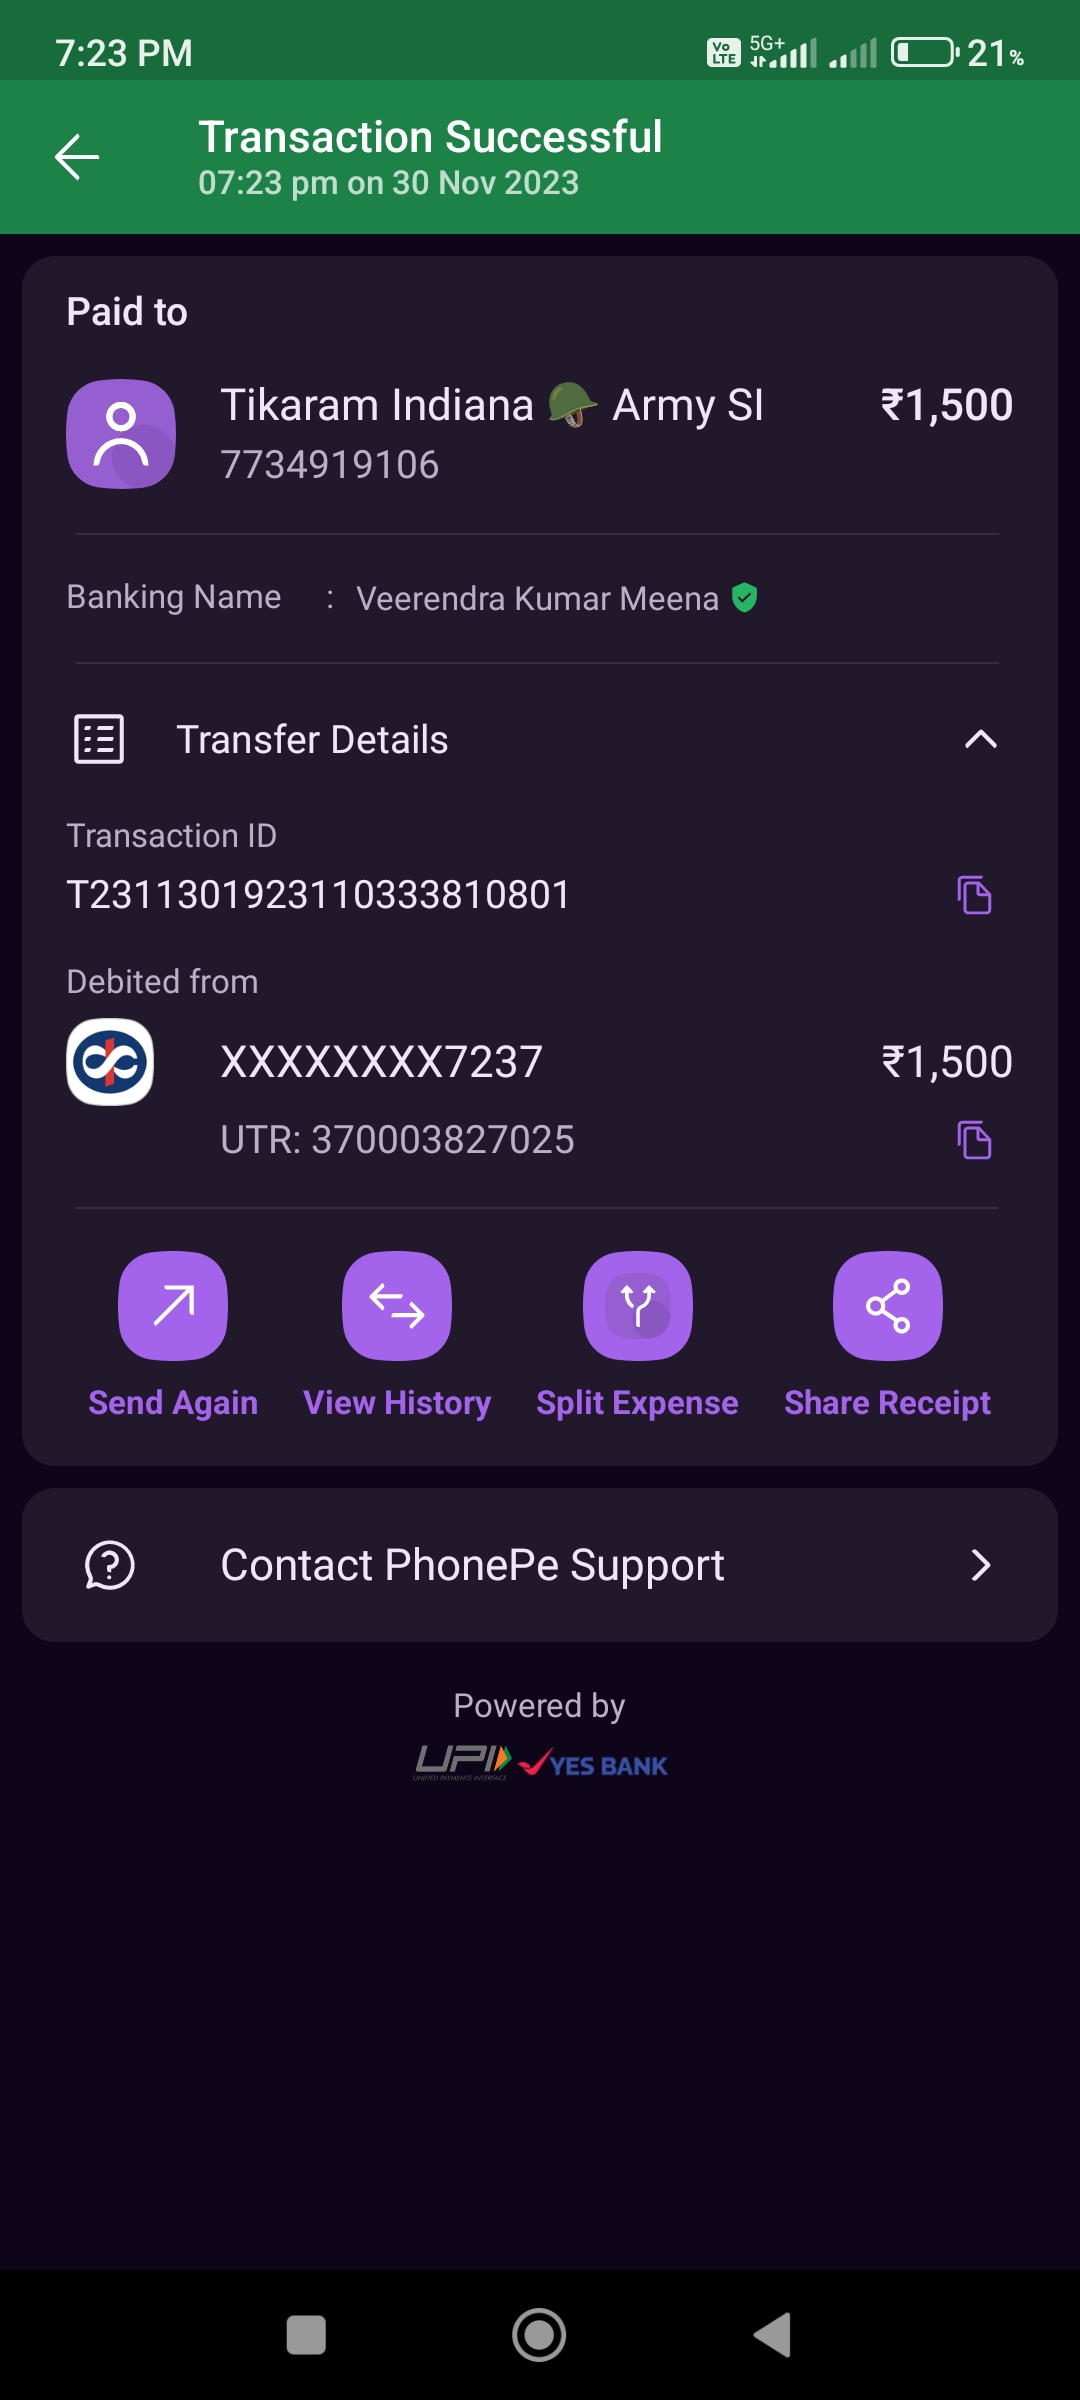 7:23 PM
Vo LTE 5G+ 21%
Transaction Successful
07:23 pm on 30 Nov 2023
Paid to
Tikaram Indiana 🪖 Army SI ₹1,500
7734919106
Banking Name : Veerendra Kumar Meena
Transfer Details
Transaction ID
T2311301923110333810801
Debited from
XXXXXXXX7237 ₹1,500
UTR: 370003827025
Send Again View History Split Expense Share Receipt
Contact PhonePe Support
Powered by
UPI YES BANK
UNIFIED PAYMENTS INTERFACE